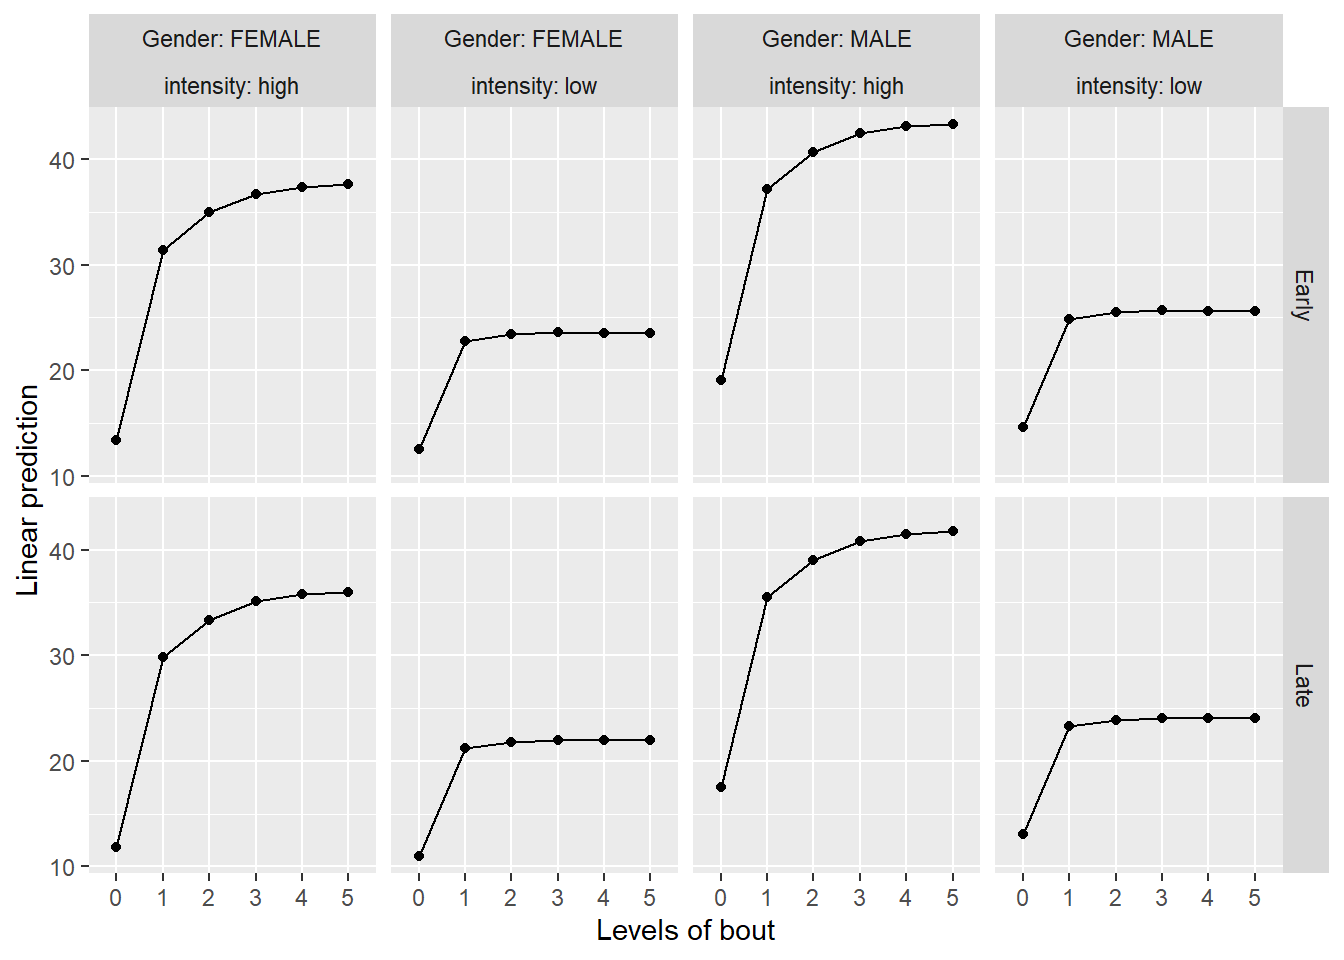 Gender: FEMALE
intensity: high
Gender: FEMALE
intensity: low
Gender: MALE
intensity: high
Gender: MALE
intensity: low
40
30
20
10
Early
40
30
20
10
Late
Linear prediction
0 1 2 3 4 5
0 1 2 3 4 5
0 1 2 3 4 5
0 1 2 3 4 5
Levels of bout